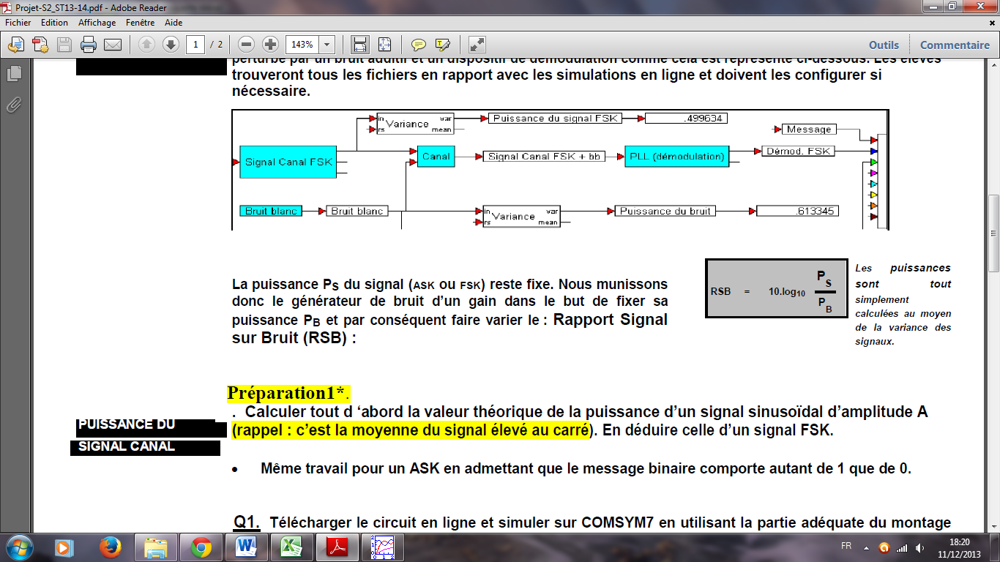 Projet-S2_ST13-14.pdf - Adobe Reader
Fichier Edition Affichage Fenêtre Aide
1 / 2 143% Outils Commentaire
perturbé par un bruit additif et un dispositif de démodulation comme cela est représenté ci-dessous. Les élèves
trouveront tous les fichiers en rapport avec les simulations en ligne et doivent les configurer si
nécessaire.
in rs Variance var mean Puissance du signal FSK .499634
Message
Signal Canal FSK Canal Signal Canal FSK + bb PLL (démodulation) Démod. FSK
Bruit blanc Bruit blanc in rs Variance var mean Puissance du bruit .613345
La puissance PS du signal (ASK ou FSK) reste fixe. Nous munissons
donc le générateur de bruit d'un gain dans le but de fixer sa
puissance PB et par conséquent faire varier le : Rapport Signal
sur Bruit (RSB) :
RSB = 10.log10 PS
PB
Les puissances
sont tout
simplement
calculées au moyen
de la variance des
signaux.
Préparation1*.
. Calculer tout d 'abord la valeur théorique de la puissance d'un signal sinusoïdal d'amplitude A
(rappel : c'est la moyenne du signal élevé au carré). En déduire celle d'un signal FSK.
PUISSANCE DU
SIGNAL CANAL
• Même travail pour un ASK en admettant que le message binaire comporte autant de 1 que de 0.
Q1. Télécharger le circuit en ligne et simuler sur COMSYM7 en utilisant la partie adéquate du montage
FR
18:20
11/12/2013